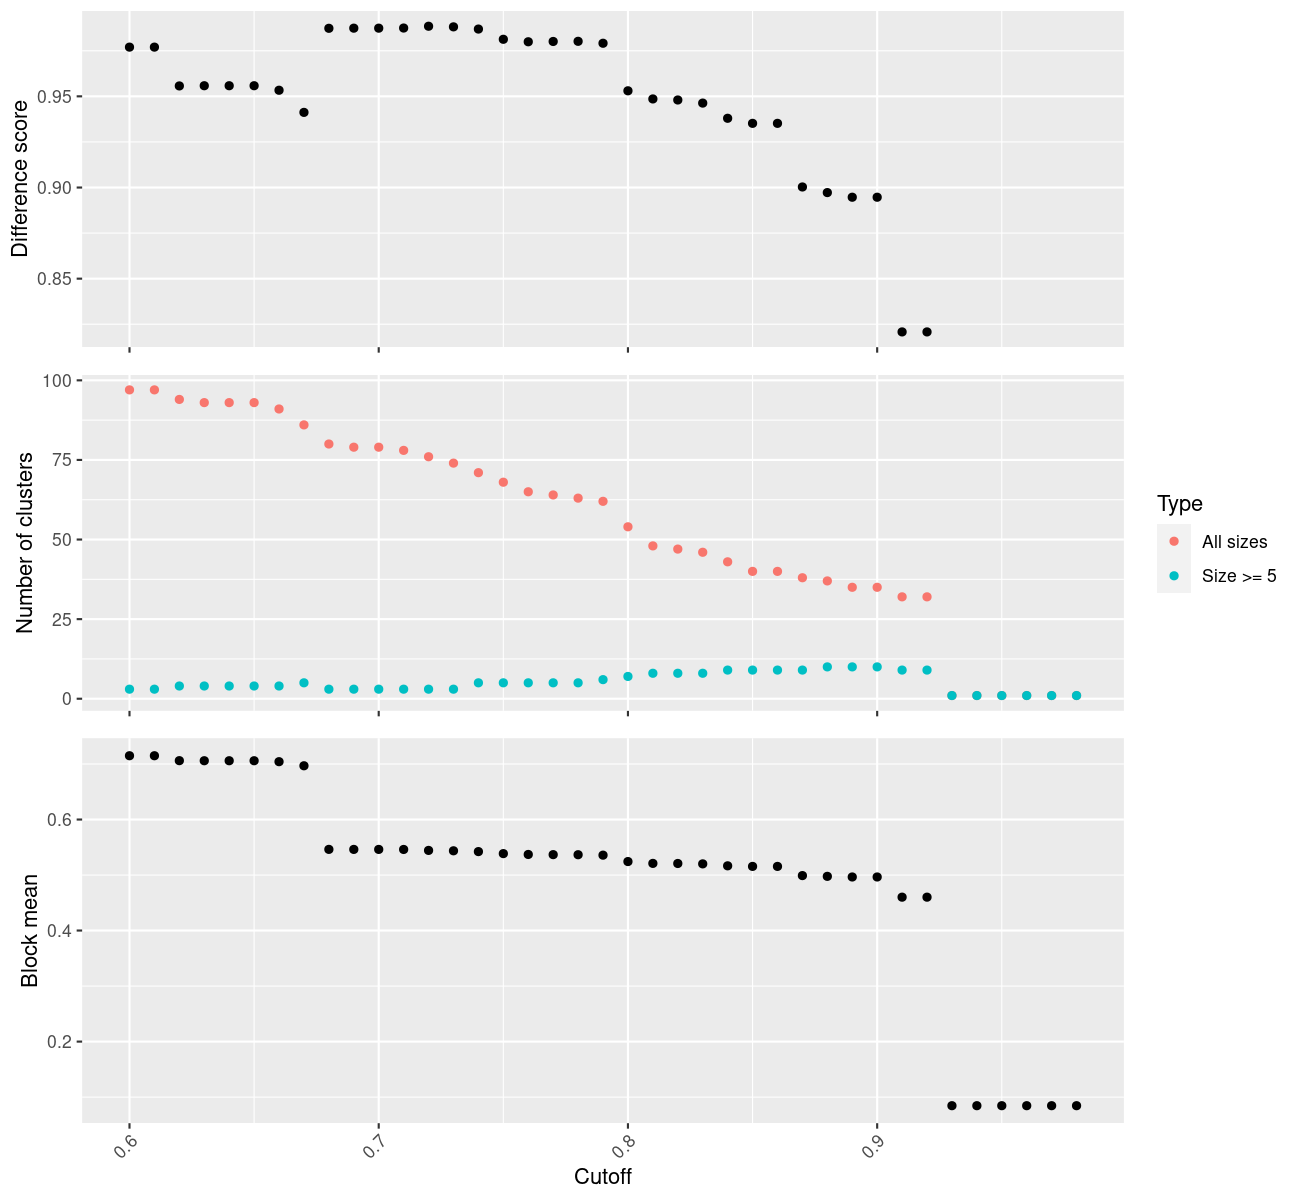 Difference score
0.95
0.90
0.85
Number of clusters
100
75
50
25
0
Type
All sizes
Size >= 5
Block mean
0.6
0.4
0.2
0.6 0.7 0.8 0.9
Cutoff